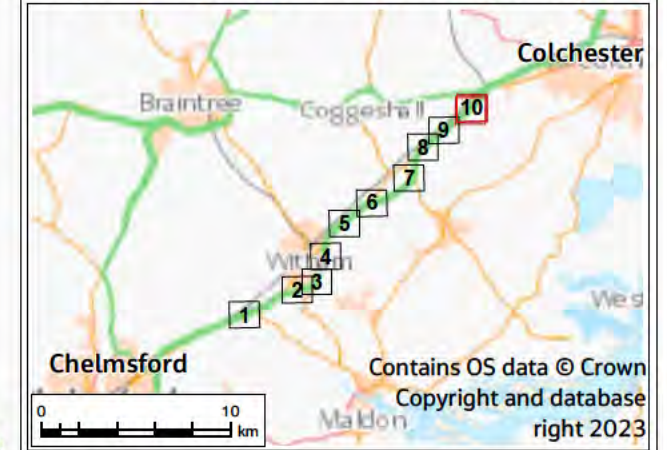 Colchester
Braintree
Coggeshall
10
9
8
7
6
5
4
Witham
3
2
1
West
Chelmsford
Contains OS data © Crown
Copyright and database
right 2023
Maldon
0 10
km